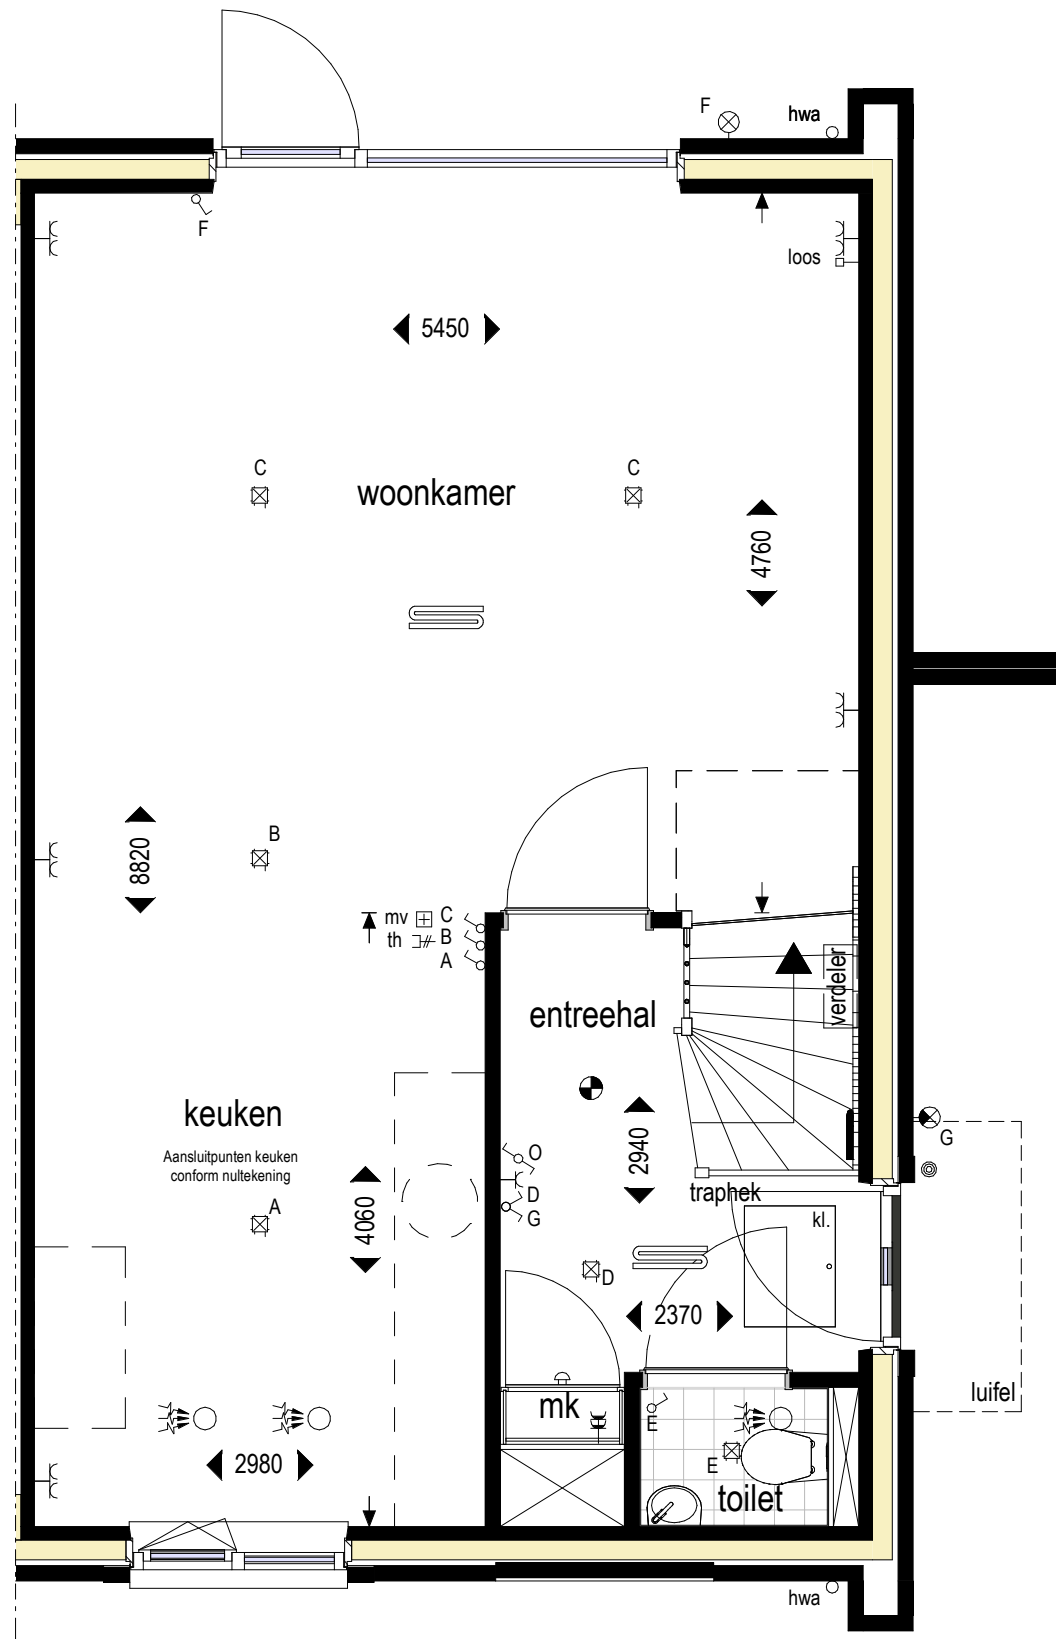 F
hwa
F
loos
5450
C
C
woonkamer
4760
B
8820
mv
C
th
B
A
verdeler
entreehal
keuken
Aansluitpunten keuken
conform nultekening
2940
G
O
D
G
traphek
A
4060
kl.
D
2370
luifel
mk
E
E
2980
toilet
hwa